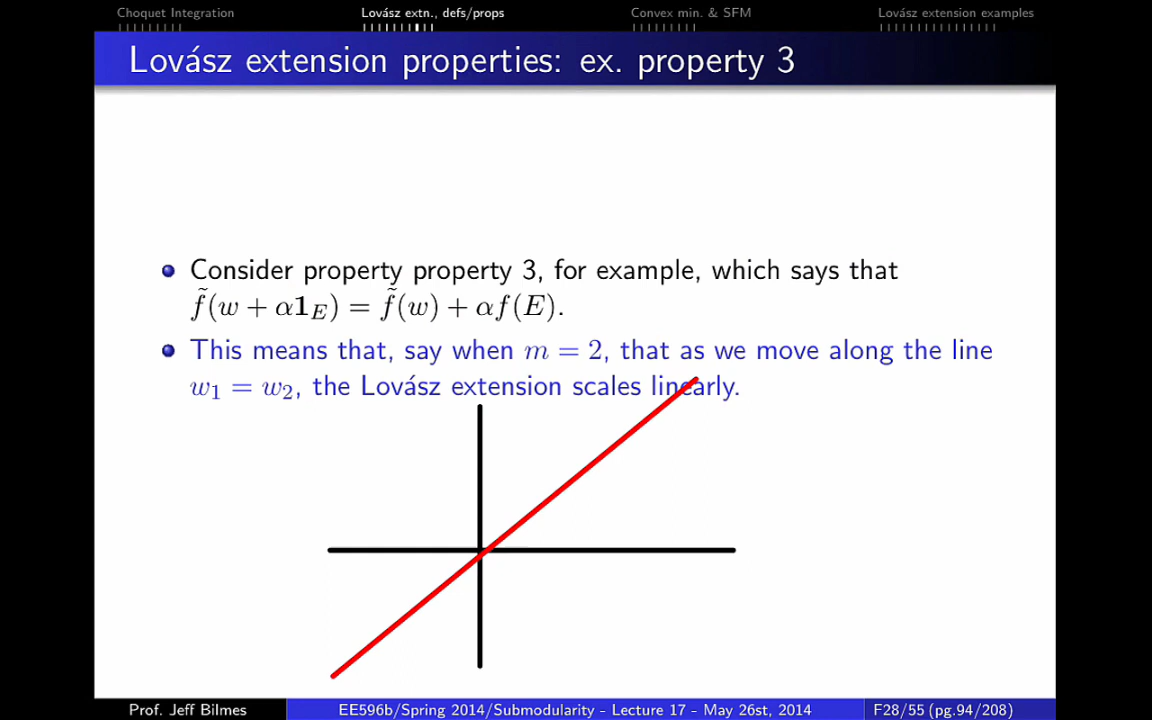 Choquet Integration Lovász extn., defs/props Convex min. & SFM Lovász extension examples
Lovász extension properties: ex. property 3
Consider property property 3, for example, which says that
f̃(w + α1_E) = f̃(w) + αf(E).
This means that, say when m = 2, that as we move along the line
w₁ = w₂, the Lovász extension scales linearly.
Prof. Jeff Bilmes EE596b/Spring 2014/Submodularity - Lecture 17 - May 26st, 2014 F28/55 (pg.94/208)